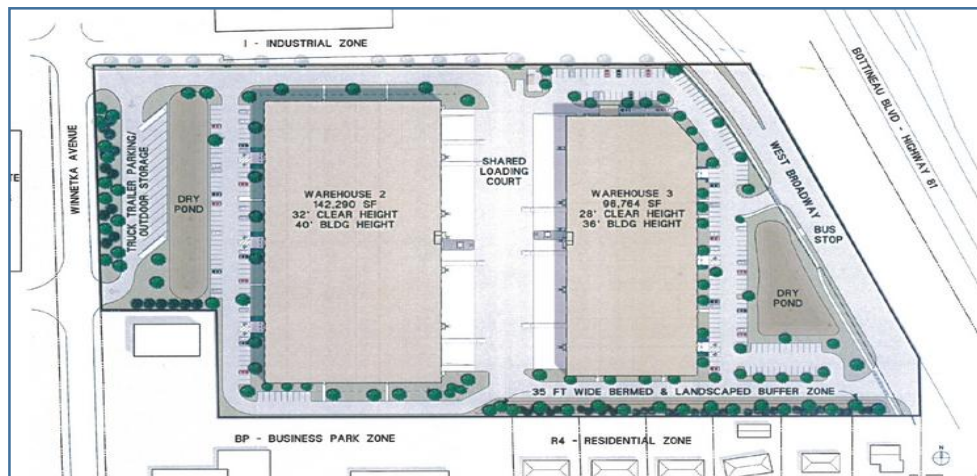 I - INDUSTRIAL ZONE
WINNETKA AVENUE
TRUCK TRAILER PARKING/
OUTDOOR STORAGE
DRY
POND
WAREHOUSE 2
142,290 SF
32' CLEAR HEIGHT
40' BLDG HEIGHT
SHARED
LOADING
COURT
WAREHOUSE 3
98,764 SF
28' CLEAR HEIGHT
36' BLDG HEIGHT
WEST BROADWAY
BUS
STOP
BOTTINEAU BLVD - HIGHWAY 81
DRY
POND
35 FT WIDE BERMED & LANDSCAPED BUFFER ZONE
BP - BUSINESS PARK ZONE
R4 - RESIDENTIAL ZONE
N